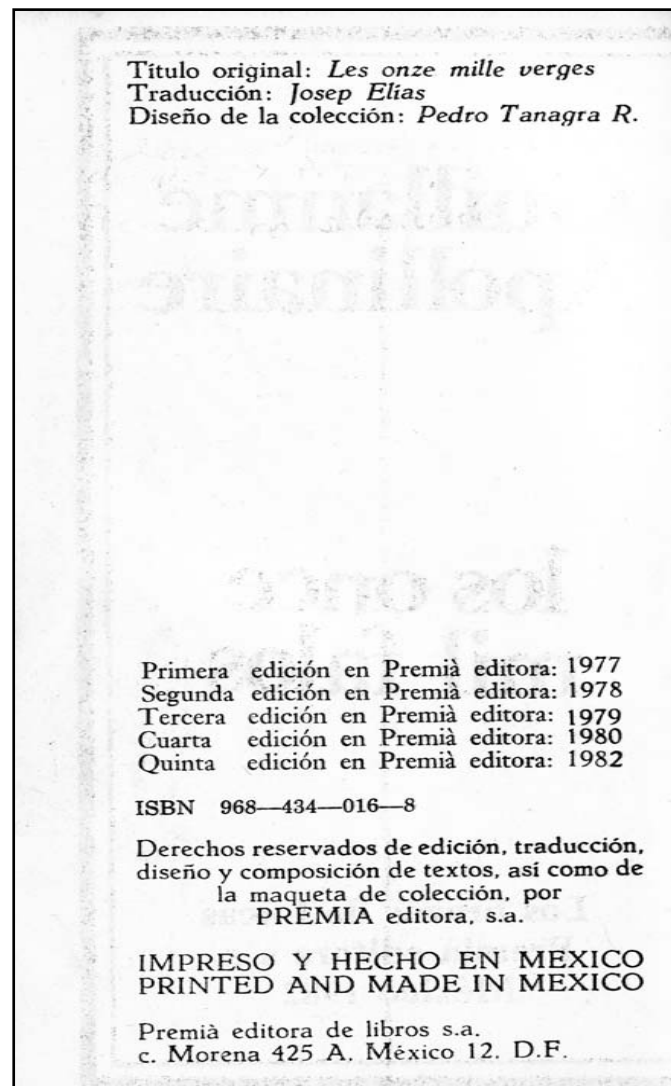 Título original: Les onze mille verges
Traducción: Josep Elías
Diseño de la colección: Pedro Tanagra R.
Primera edición en Premià editora: 1977
Segunda edición en Premià editora: 1978
Tercera edición en Premià editora: 1979
Cuarta edición en Premià editora: 1980
Quinta edición en Premià editora: 1982
ISBN 968—434—016—8
Derechos reservados de edición, traducción,
diseño y composición de textos, así como de
la maqueta de colección, por
PREMIA editora, s.a.
IMPRESO Y HECHO EN MEXICO
PRINTED AND MADE IN MEXICO
Premià editora de libros s.a.
c. Morena 425 A, México 12, D.F.